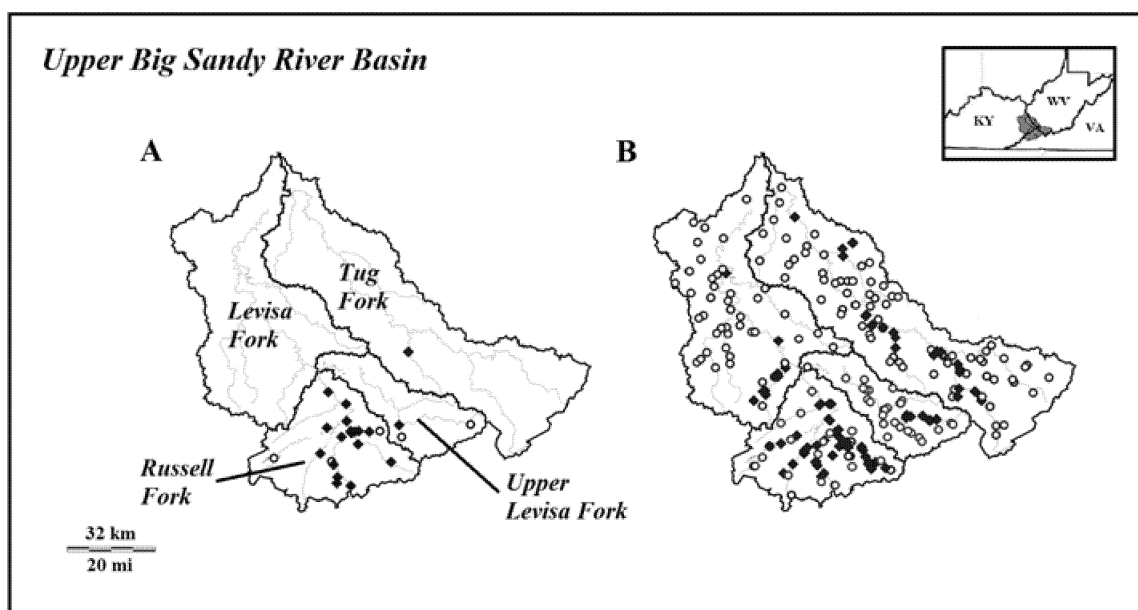 Upper Big Sandy River Basin
WV
KY
VA
A
B
Tug
Fork
Levisa
Fork
Russell
Fork
Upper
Levisa Fork
32 km
20 mi